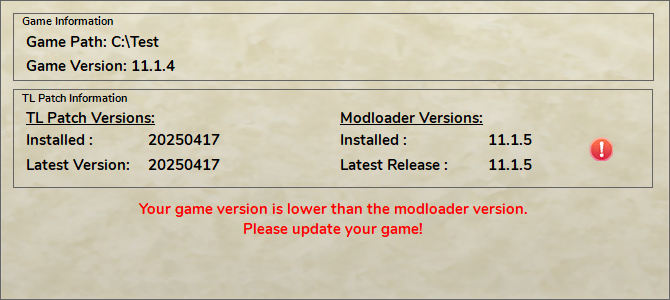 Game Information
Game Path: C:\Test
Game Version: 11.1.4
TL Patch Information
TL Patch Versions: Modloader Versions:
Installed : 20250417 Installed : 11.1.5
Latest Version: 20250417 Latest Release : 11.1.5
Your game version is lower than the modloader version.
Please update your game!